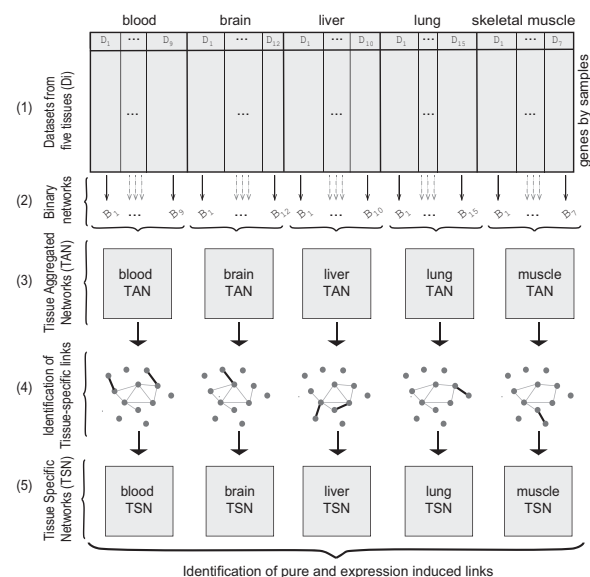 blood brain liver lung skeletal muscle
D1 ... D9 D1 ... D12 D1 ... D10 D1 ... D15 D1 ... D7
(1) Datasets from five tissues (Di)
... ... ... ... ...
genes by samples
(2) Binary networks
B1 ... B9 B1 ... B12 B1 ... B10 B1 ... B15 B1 ... B7
(3) Tissue Aggregated Networks (TAN)
blood TAN brain TAN liver TAN lung TAN muscle TAN
(4) Identification of Tissue-specific links
(5) Tissue Specific Networks (TSN)
blood TSN brain TSN liver TSN lung TSN muscle TSN
Identification of pure and expression induced links